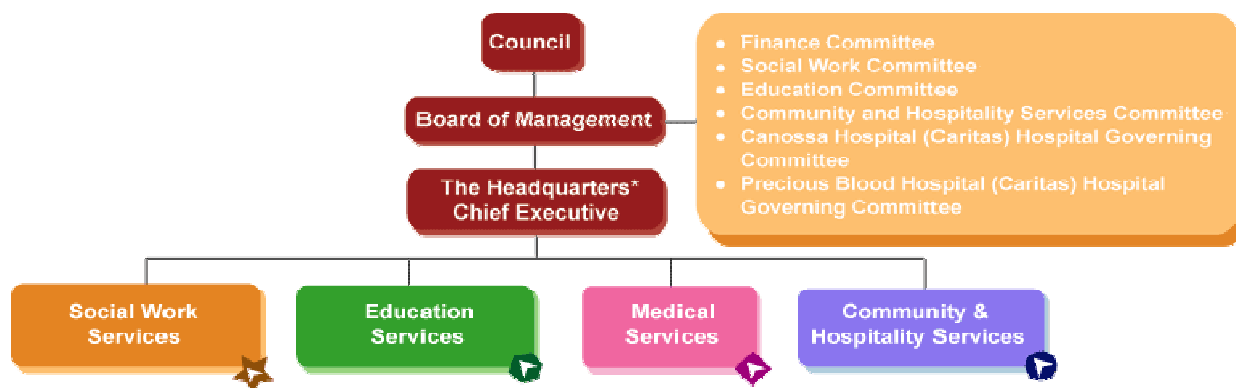 Council
Board of Management
The Headquarters*
Chief Executive
• Finance Committee
• Social Work Committee
• Education Committee
• Community and Hospitality Services Committee
• Canossa Hospital (Caritas) Hospital Governing
Committee
• Precious Blood Hospital (Caritas) Hospital
Governing Committee
Social Work
Services
Education
Services
Medical
Services
Community &
Hospitality Services